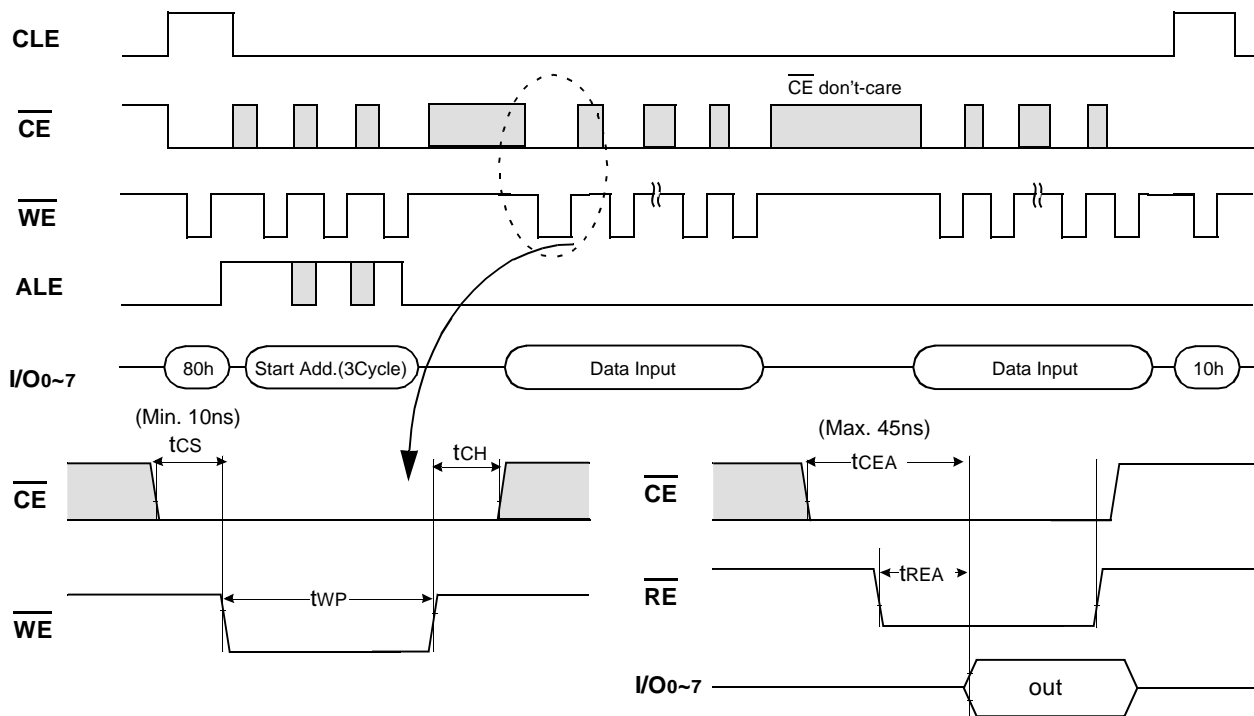 CLE
CE don't-care
CE
WE
ALE
I/O0~7 80h Start Add.(3Cycle) Data Input Data Input 10h
(Min. 10ns)
tCS tCH
CE
tWP
WE
(Max. 45ns)
tCEA
CE
tREA
RE
I/O0~7 out